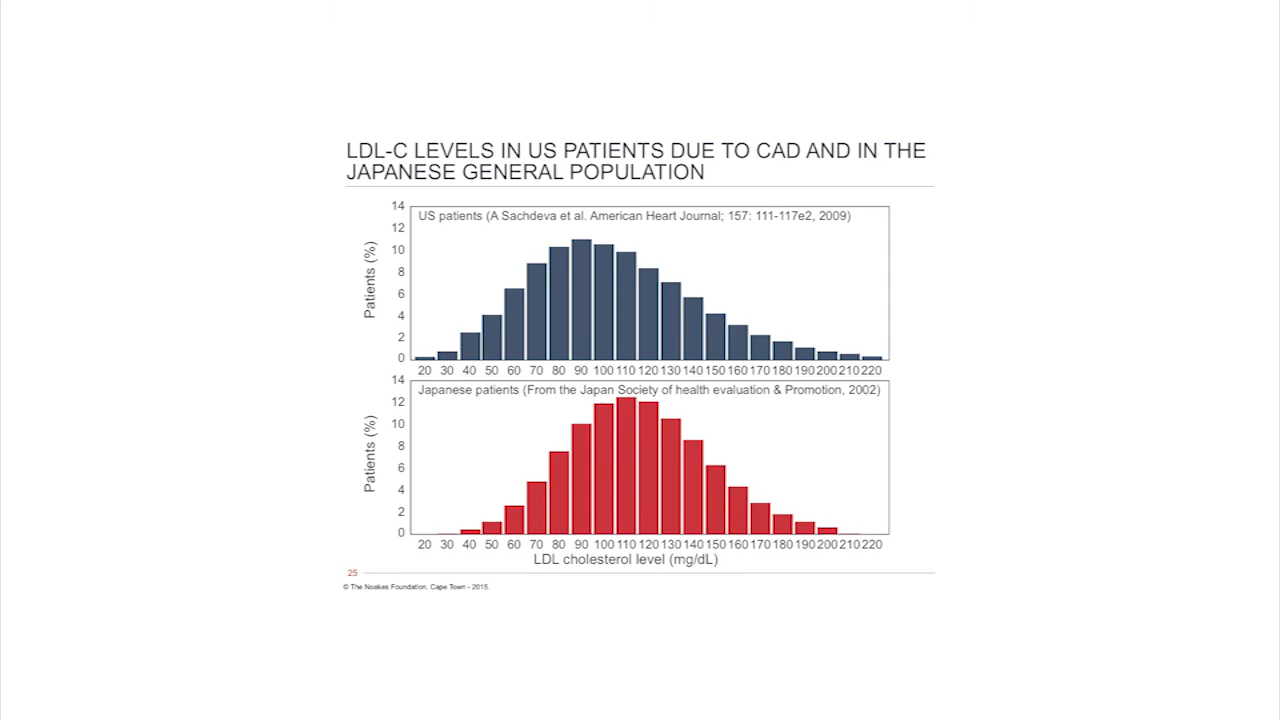 LDL-C LEVELS IN US PATIENTS DUE TO CAD AND IN THE
JAPANESE GENERAL POPULATION
US patients (A Sachdeva et al. American Heart Journal; 157: 111-117e2, 2009)
Patients (%)
14
12
10
8
6
4
2
0
20 30 40 50 60 70 80 90 100 110 120 130 140 150 160 170 180 190 200 210 220
Japanese patients (From the Japan Society of health evaluation & Promotion, 2002)
Patients (%)
14
12
10
8
6
4
2
0
20 30 40 50 60 70 80 90 100 110 120 130 140 150 160 170 180 190 200 210 220
LDL cholesterol level (mg/dL)
25
© The Noakes Foundation. Cape Town - 2015.